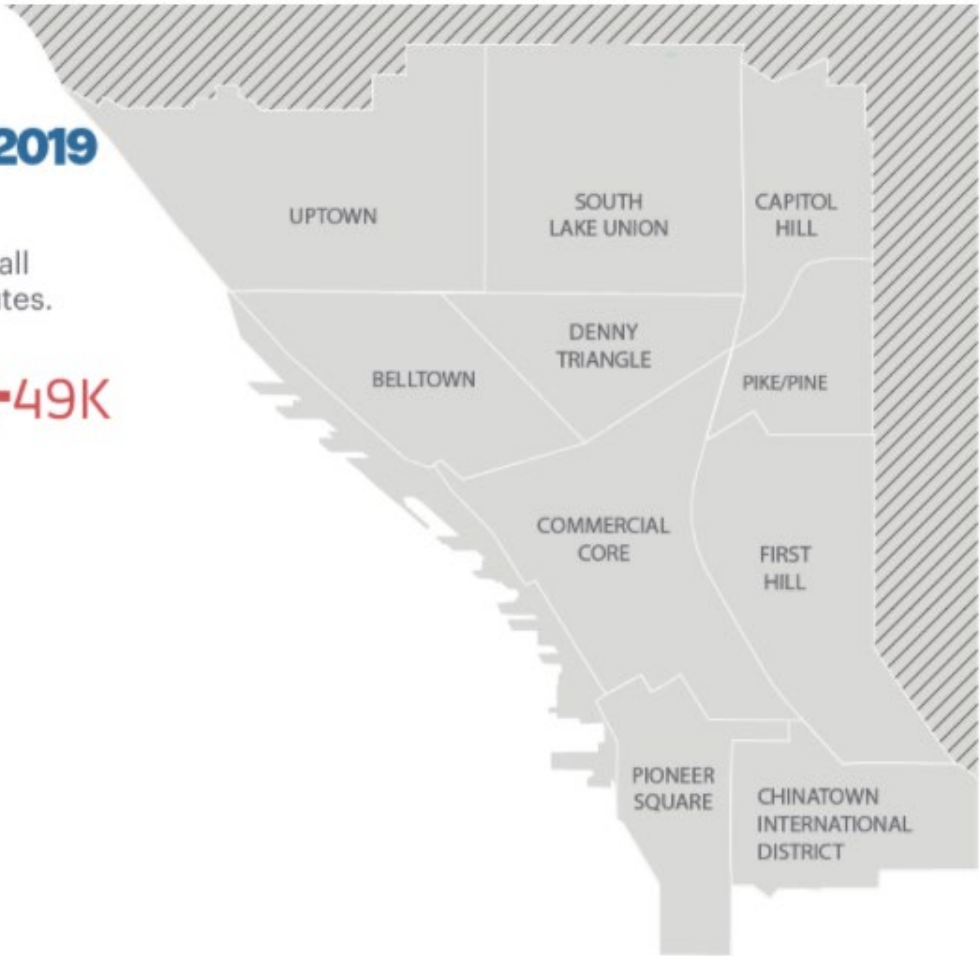 2019
all
tes.
-49K
UPTOWN
SOUTH
LAKE UNION
CAPITOL
HILL
DENNY
TRIANGLE
BELLTOWN
PIKE/PINE
COMMERCIAL
CORE
FIRST
HILL
PIONEER
SQUARE
CHINATOWN
INTERNATIONAL
DISTRICT